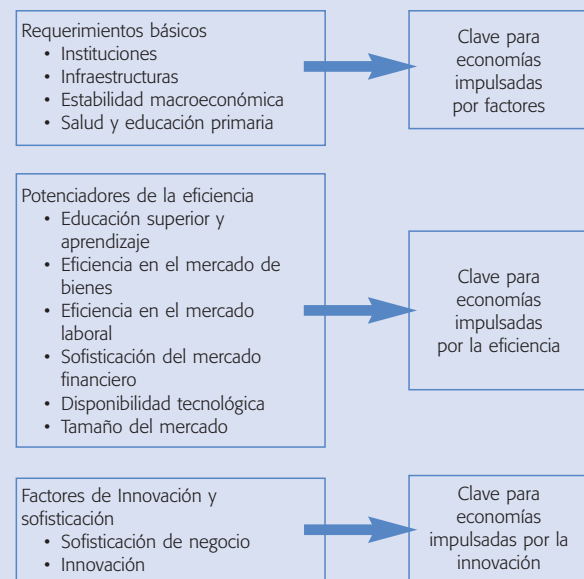 Requerimientos básicos
• Instituciones
• Infraestructuras
• Estabilidad macroeconómica
• Salud y educación primaria
Clave para
economías
impulsadas
por factores
Potenciadores de la eficiencia
• Educación superior y
aprendizaje
• Eficiencia en el mercado de
bienes
• Eficiencia en el mercado
laboral
• Sofisticación del mercado
financiero
• Disponibilidad tecnológica
• Tamaño del mercado
Clave para
economías
impulsadas
por la eficiencia
Factores de Innovación y
sofisticación
• Sofisticación de negocio
• Innovación
Clave para
economías
impulsadas por la
innovación